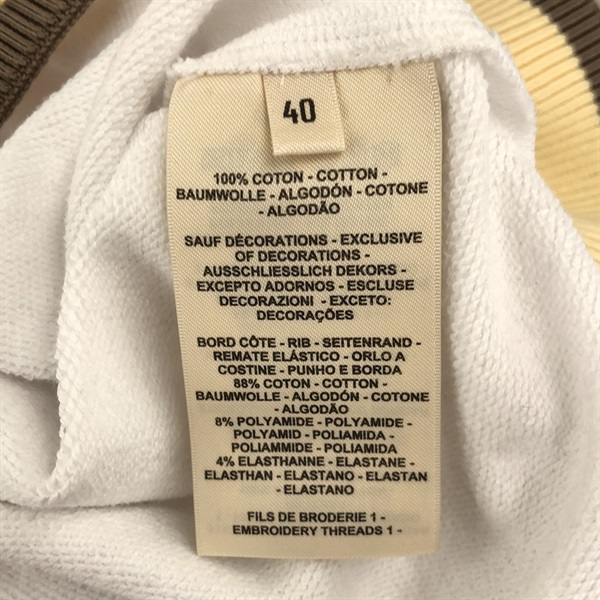 40
100% COTON - COTTON -
BAUMWOLLE - ALGODÓN - COTONE
- ALGODÃO
SAUF DÉCORATIONS - EXCLUSIVE
OF DECORATIONS -
AUSSCHLIESSLICH DEKORS -
EXCEPTO ADORNOS - ESCLUSE
DECORAZIONI - EXCETO:
DECORAÇÕES
BORD CÔTE - RIB - SEITENRAND -
REMATE ELÁSTICO - ORLO A
COSTINE - PUNHO E BORDA
88% COTON - COTTON -
BAUMWOLLE - ALGODÓN - COTONE
- ALGODÃO
8% POLYAMIDE - POLYAMIDE -
POLYAMID - POLIAMIDA -
POLIAMMIDE - POLIAMIDA
4% ELASTHANNE - ELASTANE -
ELASTHAN - ELASTANO - ELASTAN
- ELASTANO
FILS DE BRODERIE 1 -
EMBROIDERY THREADS 1 -